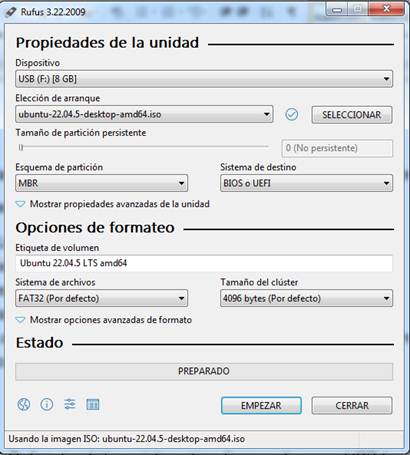 Rufus 3.22.2009
Propiedades de la unidad
Dispositivo
USB (F:) [8 GB]
Elección de arranque
ubuntu-22.04.5-desktop-amd64.iso
SELECCIONAR
Tamaño de partición persistente
0 (No persistente)
Esquema de partición Sistema de destino
MBR BIOS o UEFI
Mostrar propiedades avanzadas de la unidad
Opciones de formateo
Etiqueta de volumen
Ubuntu 22.04.5 LTS amd64
Sistema de archivos Tamaño del clúster
FAT32 (Por defecto) 4096 bytes (Por defecto)
Mostrar opciones avanzadas de formato
Estado
PREPARADO
EMPEZAR CERRAR
Usando la imagen ISO: ubuntu-22.04.5-desktop-amd64.iso